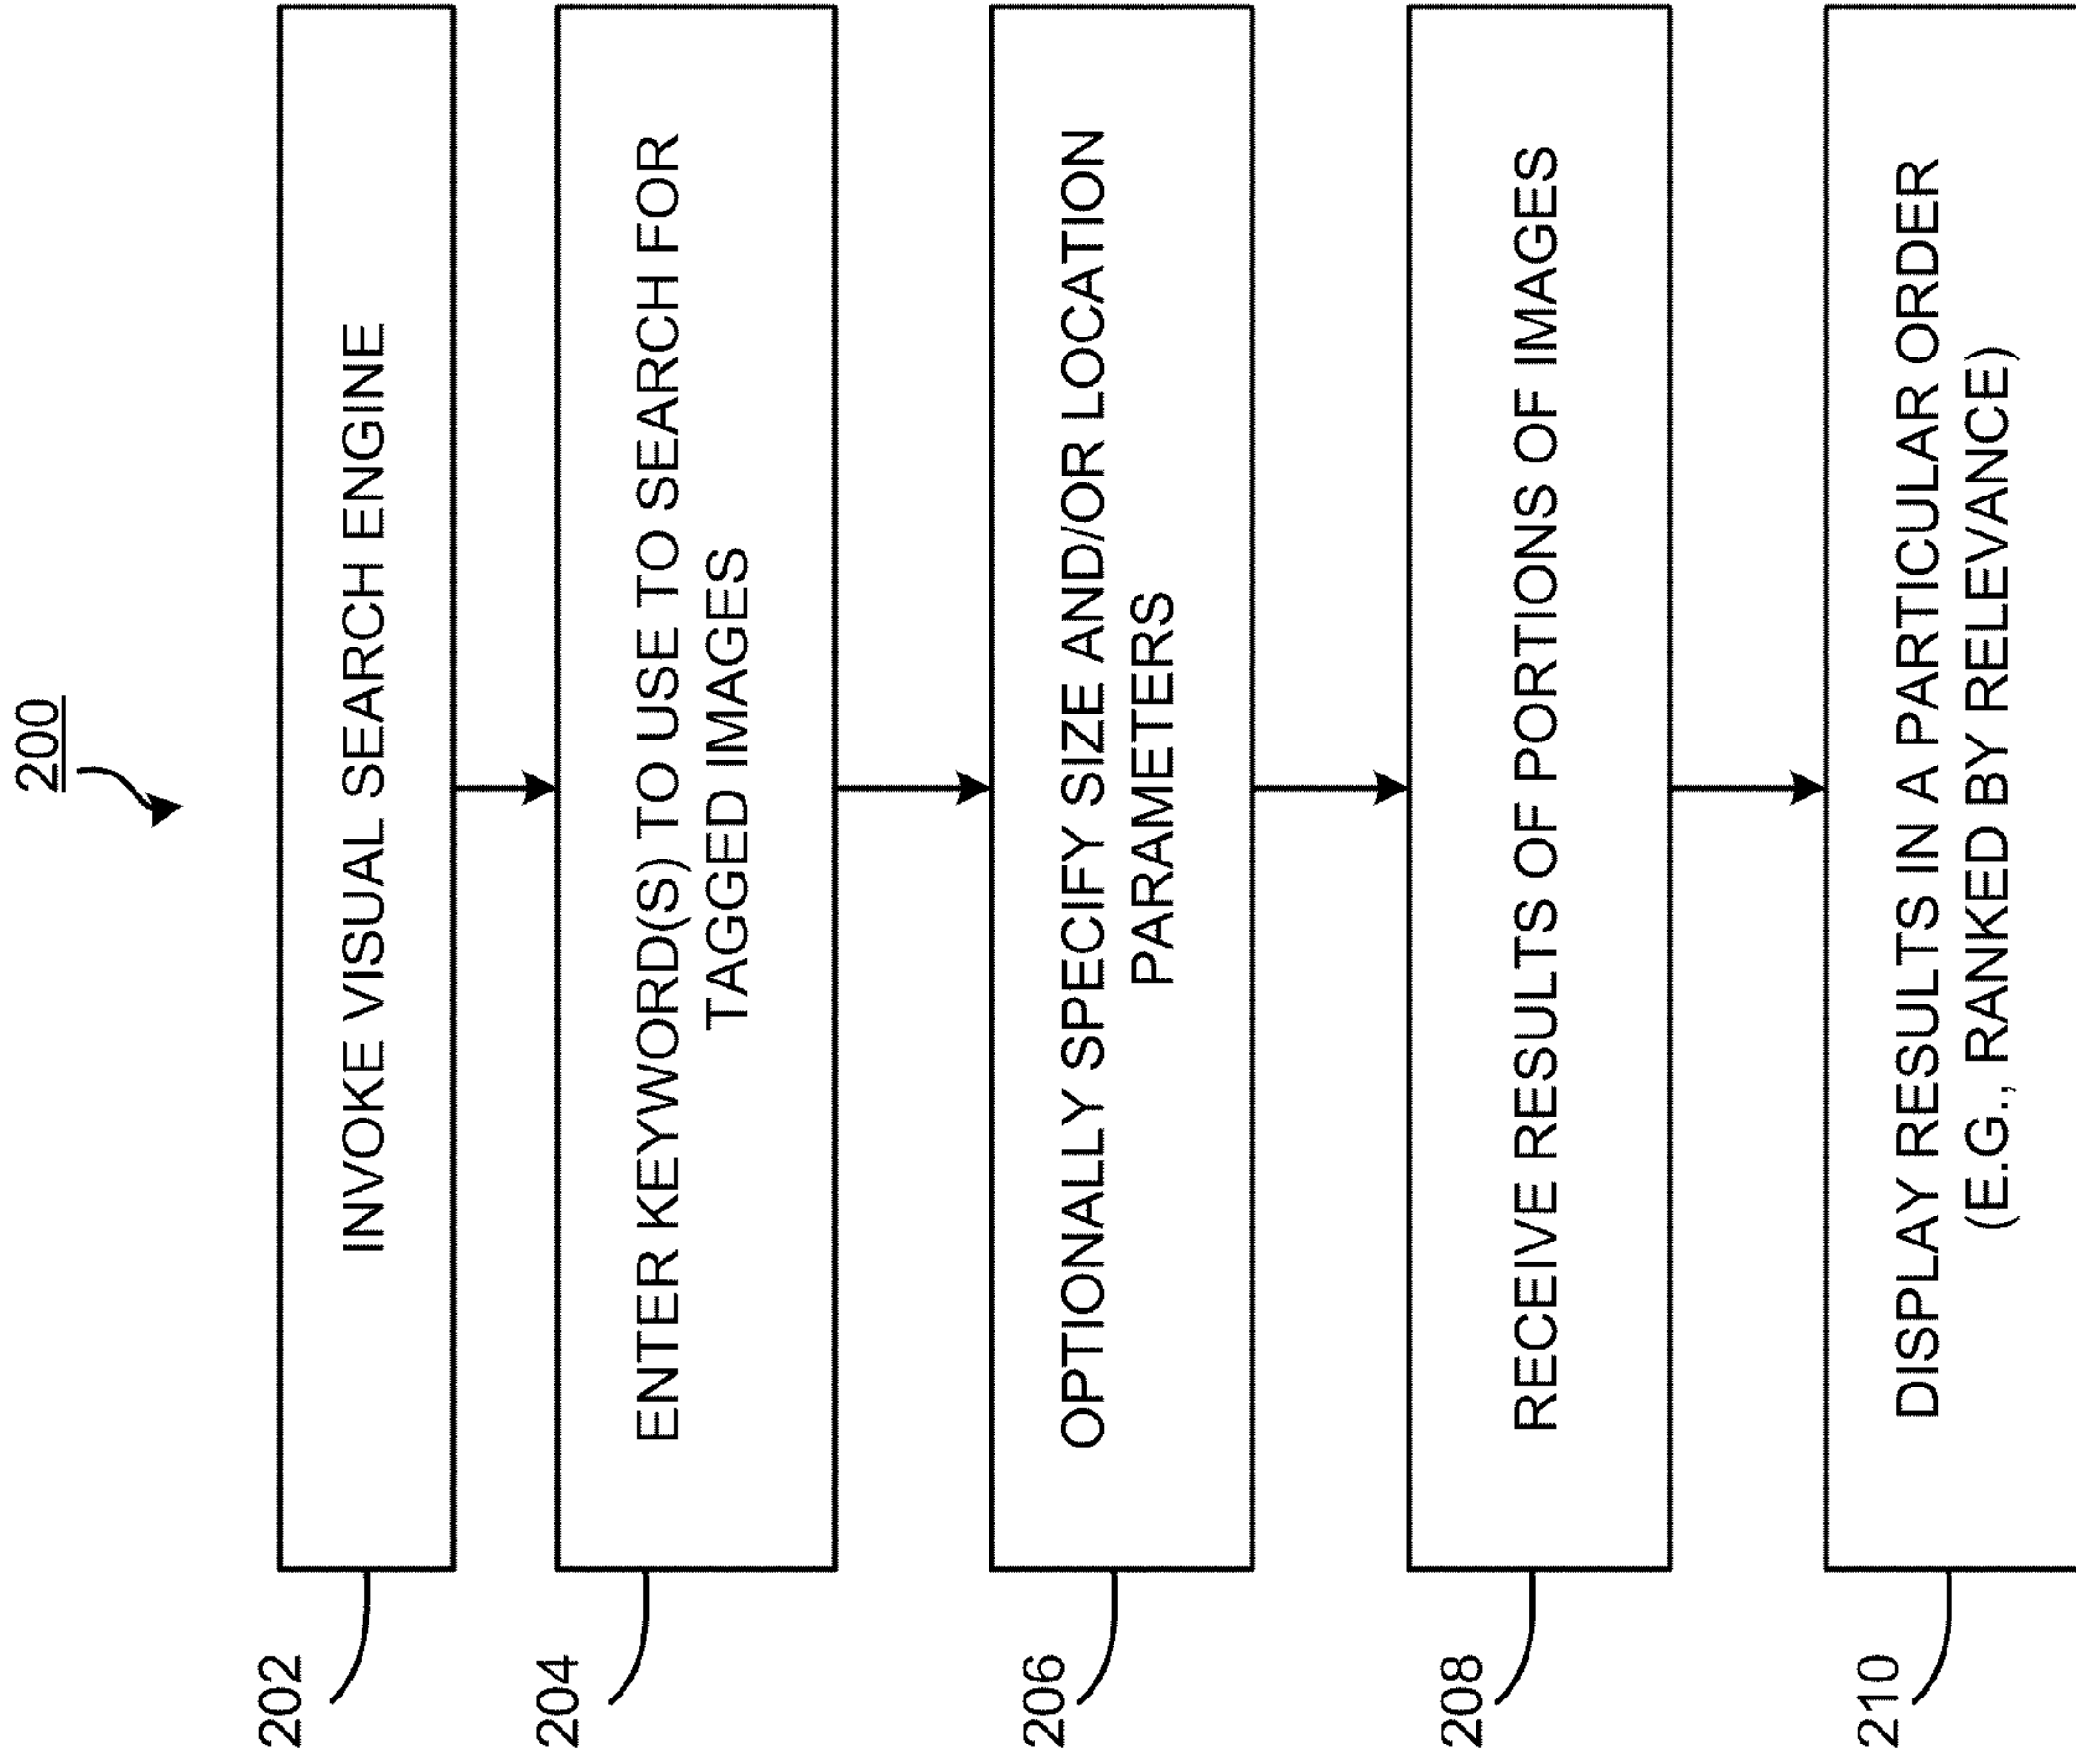 200
202
INVOKE VISUAL SEARCH ENGINE
204
ENTER KEYWORD(S) TO USE TO SEARCH FOR
TAGGED IMAGES
206
OPTIONALLY SPECIFY SIZE AND/OR LOCATION
PARAMETERS
208
RECEIVE RESULTS OF PORTIONS OF IMAGES
210
DISPLAY RESULTS IN A PARTICULAR ORDER
(E.G., RANKED BY RELEVANCE)